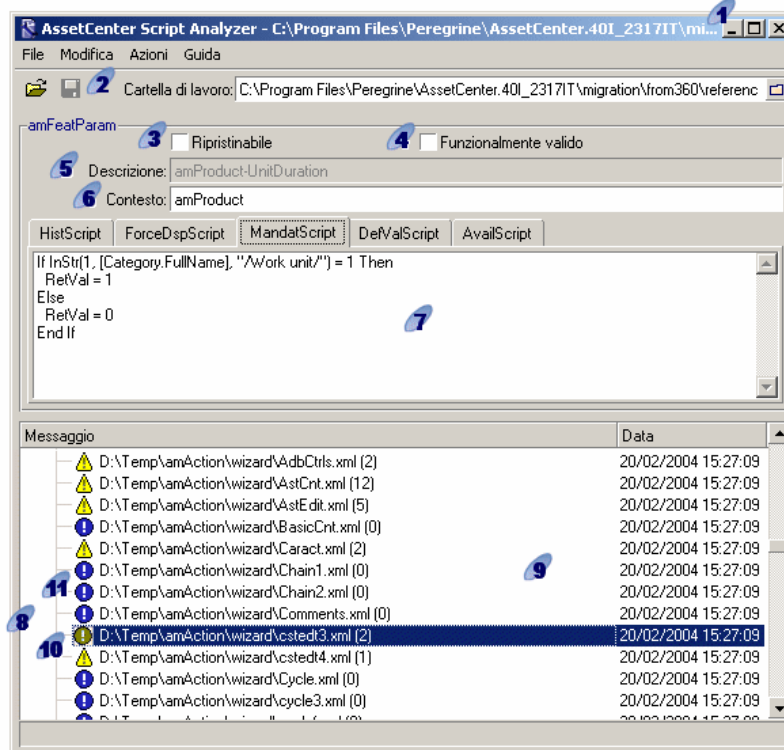 AssetCenter Script Analyzer - C:\Program Files\Peregrine\AssetCenter.40I_2317IT\mi... 1
File Modifica Azioni Guida
2 Cartella di lavoro: C:\Program Files\Peregrine\AssetCenter.40I_2317IT\migration\from360\referenc
amFeatParam
3 Ripristinabile 4 Funzionalmente valido
5 Descrizione: amProduct-UnitDuration
6 Contesto: amProduct
HistScript ForceDspScript MandatScript DefValScript AvailScript
If InStr(1, [Category.FullName], "/Work unit/") = 1 Then
RetVal = 1
Else
RetVal = 0
End If
7
Messaggio Data
D:\Temp\amAction\wizard\AdbCtrls.xml (2) 20/02/2004 15:27:09
D:\Temp\amAction\wizard\AstCnt.xml (12) 20/02/2004 15:27:09
D:\Temp\amAction\wizard\AstEdit.xml (5) 20/02/2004 15:27:09
D:\Temp\amAction\wizard\BasicCnt.xml (0) 20/02/2004 15:27:09
D:\Temp\amAction\wizard\Caract.xml (2) 9 20/02/2004 15:27:09
11 D:\Temp\amAction\wizard\Chain1.xml (0) 20/02/2004 15:27:09
D:\Temp\amAction\wizard\Chain2.xml (0) 20/02/2004 15:27:09
8 D:\Temp\amAction\wizard\Comments.xml (0) 20/02/2004 15:27:09
10 D:\Temp\amAction\wizard\cstedt3.xml (2) 20/02/2004 15:27:09
D:\Temp\amAction\wizard\cstedt4.xml (1) 20/02/2004 15:27:09
D:\Temp\amAction\wizard\Cycle.xml (0) 20/02/2004 15:27:09
D:\Temp\amAction\wizard\cycle3.xml (0) 20/02/2004 15:27:09